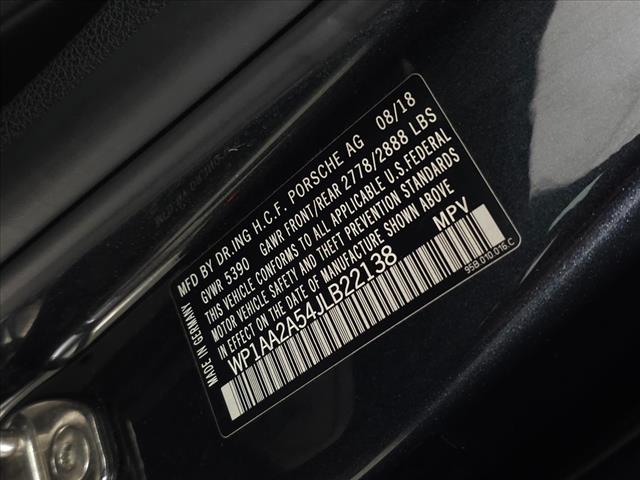 MFD BY DR.ING H.C.F. PORSCHE AG 08/18
GVWR 5390 GAWR FRONT/REAR 2778/2888 LBS
THIS VEHICLE CONFORMS TO ALL APPLICABLE U.S FEDERAL
MOTOR VEHICLE SAFETY AND THEFT PREVENTION STANDARDS
IN EFFECT ON THE DATE OF MANUFACTURE SHOWN ABOVE
WP1AA2A54JLB22138 MPV
MADE IN GERMANY
95B 010 016 C